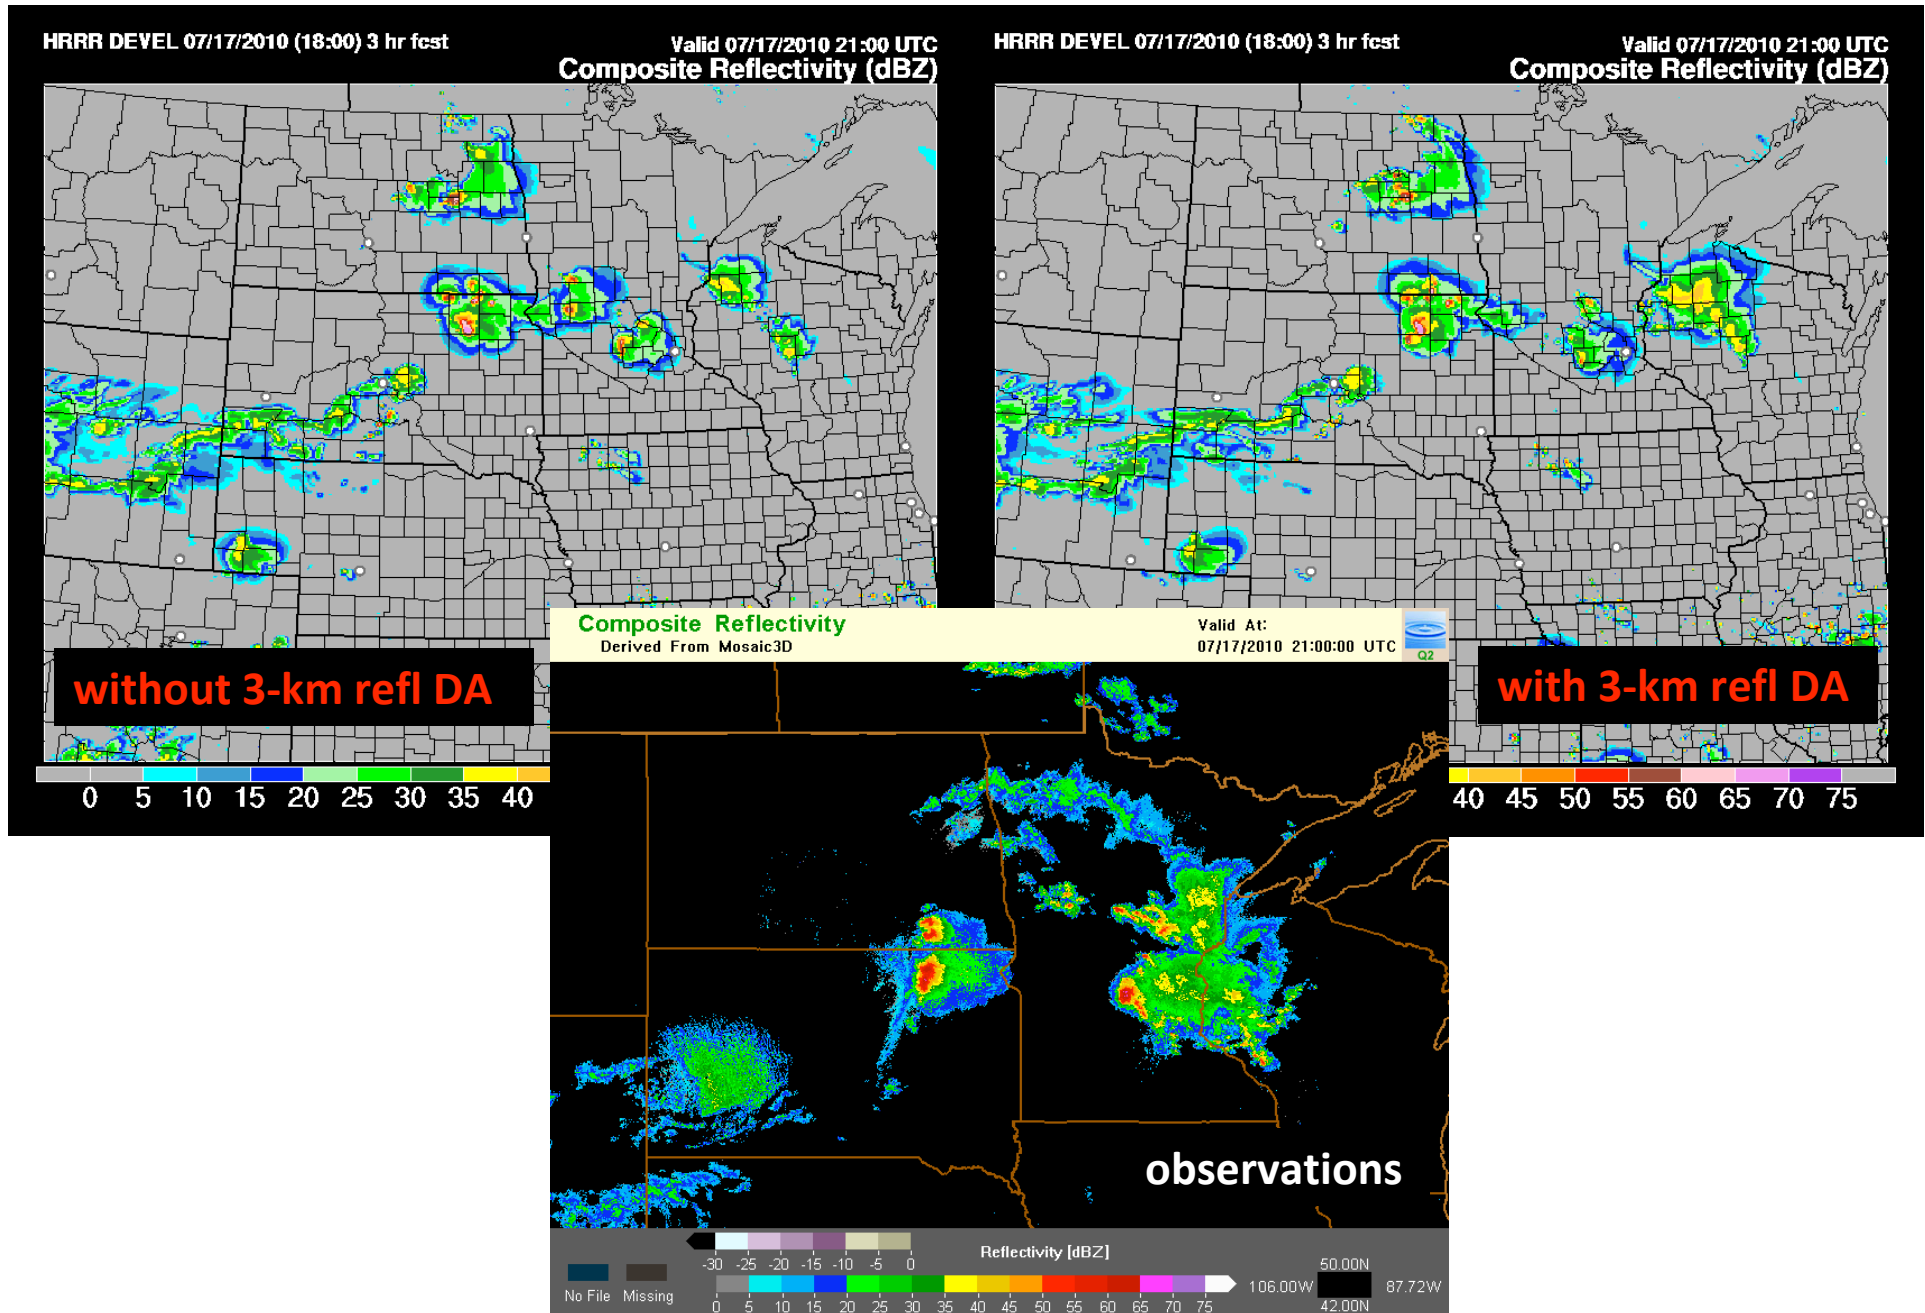 HRRR DEVEL 07/17/2010 (18:00) 3 hr fcst
Valid 07/17/2010 21:00 UTC
Composite Reflectivity (dBZ)
without 3-km refl DA
0 5 10 15 20 25 30 35 40
HRRR DEVEL 07/17/2010 (18:00) 3 hr fcst
Valid 07/17/2010 21:00 UTC
Composite Reflectivity (dBZ)
with 3-km refl DA
40 45 50 55 60 65 70 75
Composite Reflectivity
Derived From Mosaic3D
Valid At:
07/17/2010 21:00:00 UTC
Q2
observations
Reflectivity [dBZ]
-30 -25 -20 -15 -10 -5 0
No File Missing
0 5 10 15 20 25 30 35 40 45 50 55 60 65 70 75
50.00N
106.00W 87.72W
42.00N